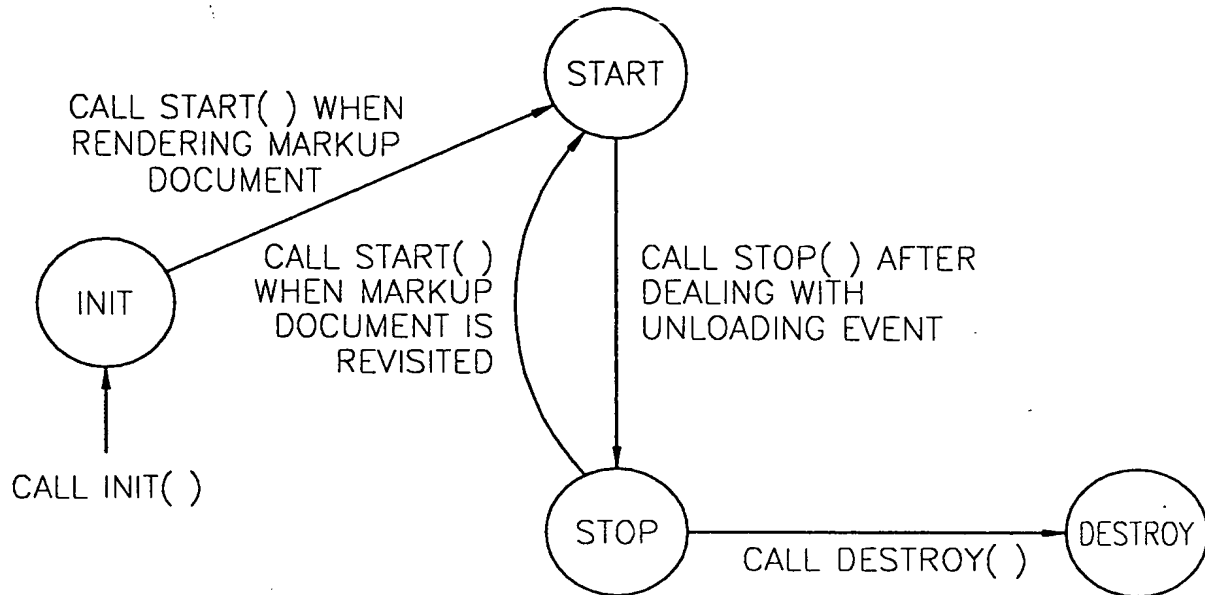 START
CALL START( ) WHEN
RENDERING MARKUP
DOCUMENT
INIT
CALL START( )
WHEN MARKUP
DOCUMENT IS
REVISITED
CALL STOP( ) AFTER
DEALING WITH
UNLOADING EVENT
CALL INIT( )
STOP
CALL DESTROY( )
DESTROY